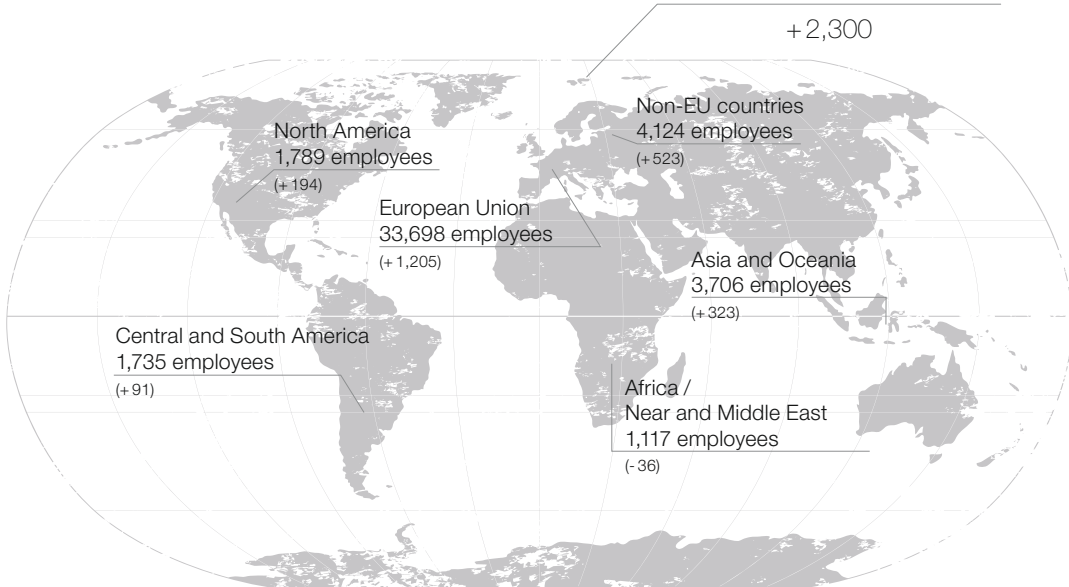 + 2,300
Non-EU countries
4,124 employees
(+ 523)
North America
1,789 employees
(+ 194)
European Union
33,698 employees
(+ 1,205)
Asia and Oceania
3,706 employees
(+ 323)
Central and South America
1,735 employees
(+ 91)
Africa /
Near and Middle East
1,117 employees
(- 36)